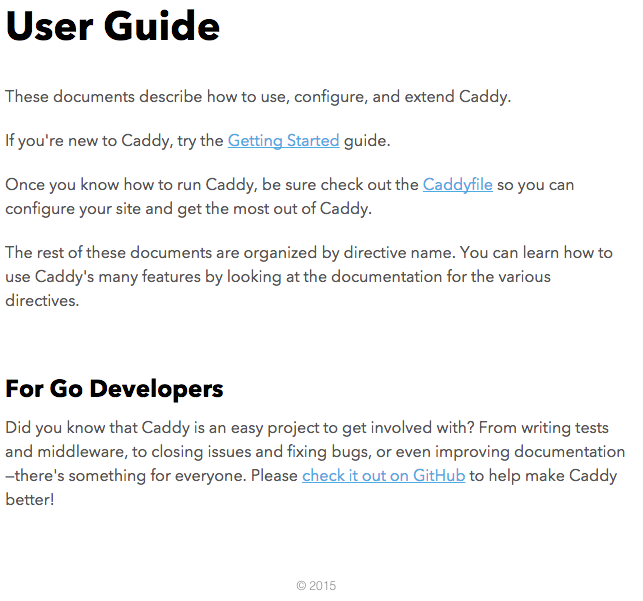 User Guide
These documents describe how to use, configure, and extend Caddy.
If you're new to Caddy, try the Getting Started guide.
Once you know how to run Caddy, be sure check out the Caddyfile so you can
configure your site and get the most out of Caddy.
The rest of these documents are organized by directive name. You can learn how to
use Caddy's many features by looking at the documentation for the various
directives.
For Go Developers
Did you know that Caddy is an easy project to get involved with? From writing tests
and middleware, to closing issues and fixing bugs, or even improving documentation
—there's something for everyone. Please check it out on GitHub to help make Caddy
better!
© 2015